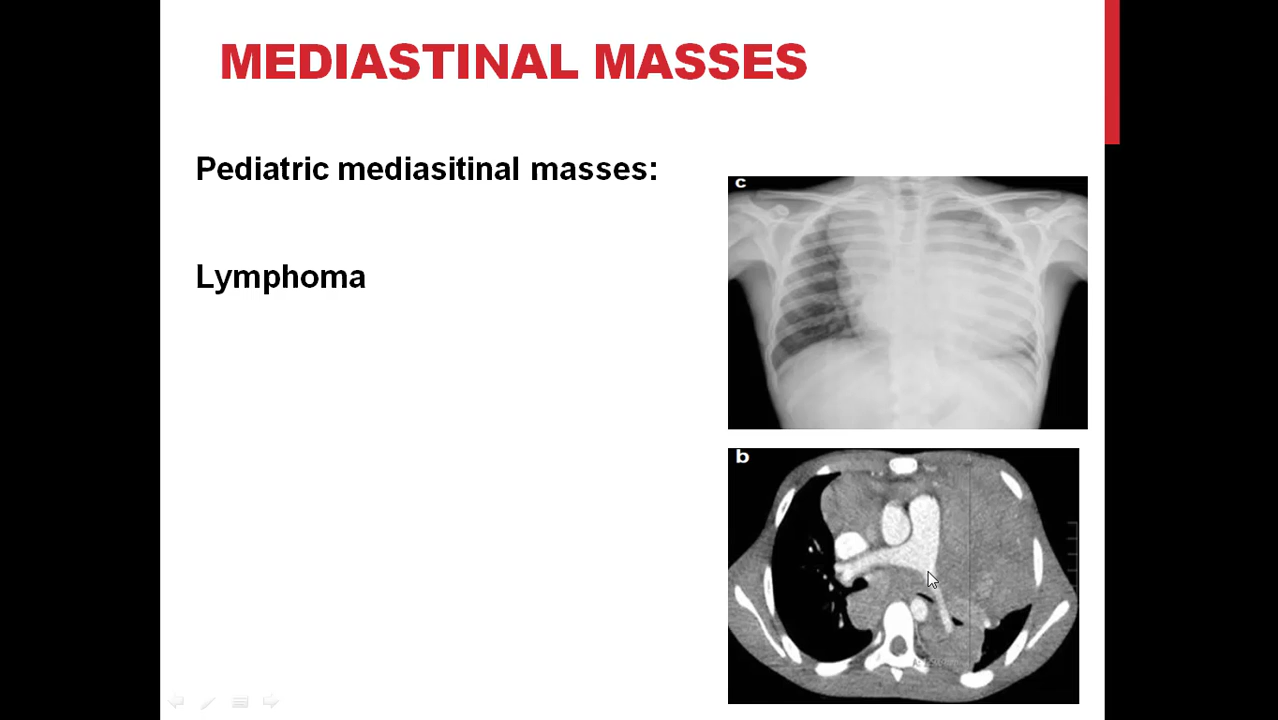 MEDIASTINAL MASSES
Pediatric mediasitinal masses:
Lymphoma
c
b